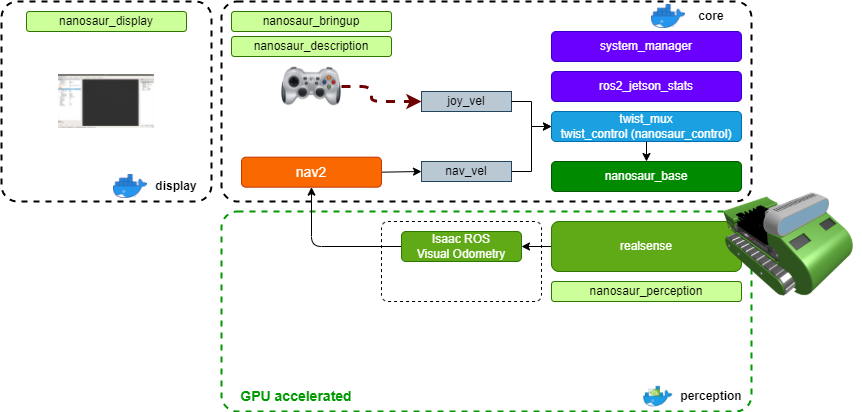 nanosaur_display
display
nanosaur_bringup
nanosaur_description
core
system_manager
ros2_jetson_stats
joy_vel
twist_mux
twist_control (nanosaur_control)
nav2
nav_vel
nanosaur_base
Isaac ROS
Visual Odometry
realsense
nanosaur_perception
GPU accelerated
perception